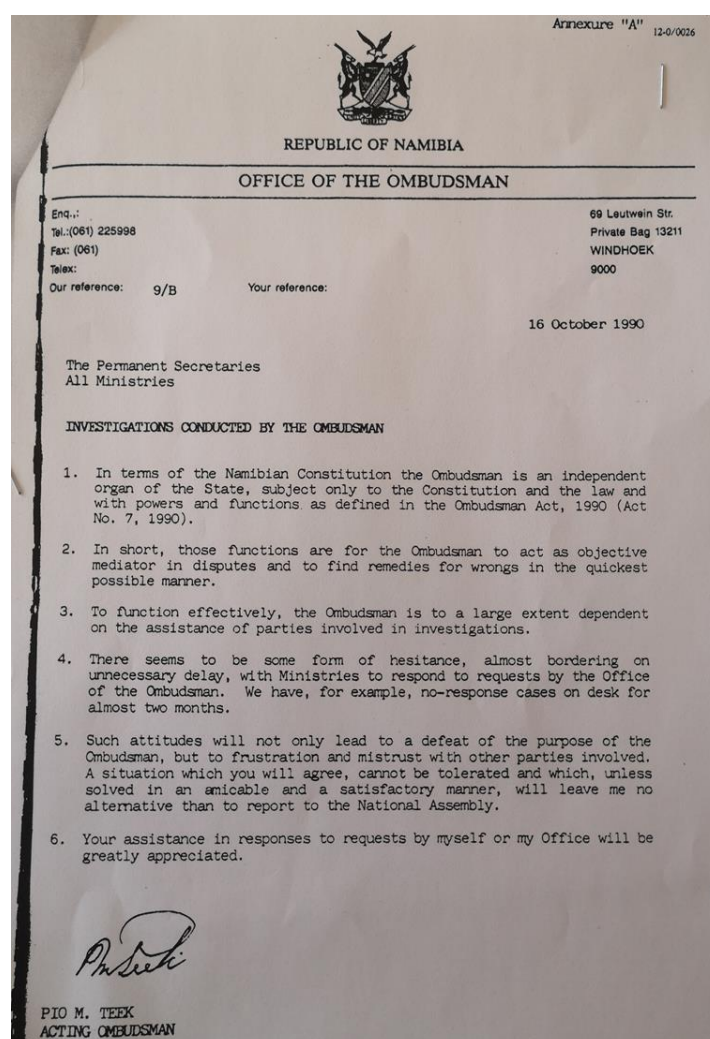 Annexure "A"
12-0/0026
REPUBLIC OF NAMIBIA
OFFICE OF THE OMBUDSMAN
Enq.,:
Tel.:(061) 225998
Fax: (061)
Telex:
Our reference: 9/B Your reference:
69 Leutwein Str.
Private Bag 13211
WINDHOEK
9000
16 October 1990
The Permanent Secretaries
All Ministries
INVESTIGATIONS CONDUCTED BY THE OMBUDSMAN
1. In terms of the Namibian Constitution the Ombudsman is an independent
organ of the State, subject only to the Constitution and the law and
with powers and functions as defined in the Ombudsman Act, 1990 (Act
No. 7, 1990).
2. In short, those functions are for the Ombudsman to act as objective
mediator in disputes and to find remedies for wrongs in the quickest
possible manner.
3. To function effectively, the Ombudsman is to a large extent dependent
on the assistance of parties involved in investigations.
4. There seems to be some form of hesitance, almost bordering on
unnecessary delay, with Ministries to respond to requests by the Office
of the Ombudsman. We have, for example, no-response cases on desk for
almost two months.
5. Such attitudes will not only lead to a defeat of the purpose of the
Ombudsman, but to frustration and mistrust with other parties involved.
A situation which you will agree, cannot be tolerated and which, unless
solved in an amicable and a satisfactory manner, will leave me no
alternative than to report to the National Assembly.
6. Your assistance in responses to requests by myself or my Office will be
greatly appreciated.
PIO M. TEEK
ACTING OMBUDSMAN